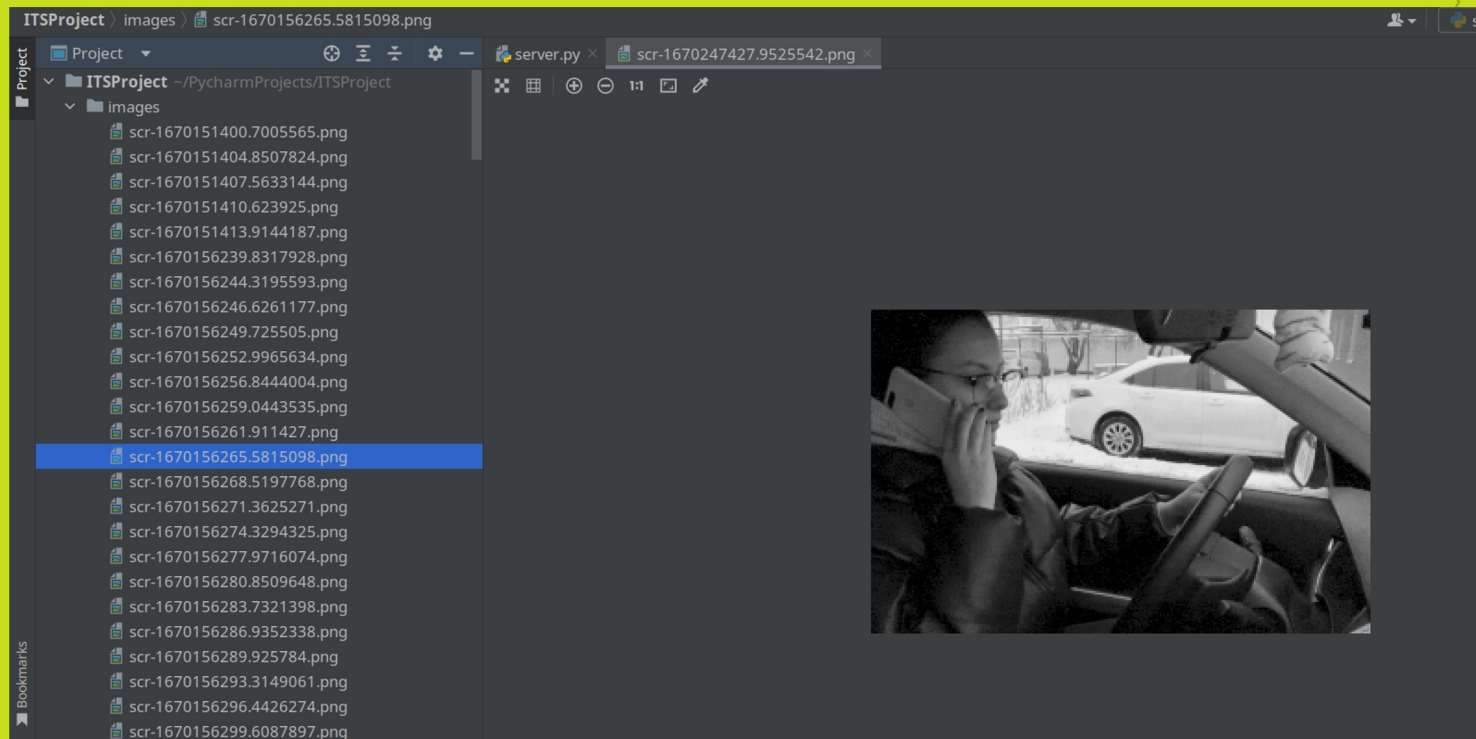 ITSProject images scr-1670156265.5815098.png
Project
Project
server.py scr-1670247427.9525542.png
ITSProject ~/PycharmProjects/ITSProject
1:1
images
scr-1670151400.7005565.png
scr-1670151404.8507824.png
scr-1670151407.5633144.png
scr-1670151410.623925.png
scr-1670151413.9144187.png
scr-1670156239.8317928.png
scr-1670156244.3195593.png
scr-1670156246.6261177.png
scr-1670156249.725505.png
scr-1670156252.9965634.png
scr-1670156256.8444004.png
scr-1670156259.0443535.png
scr-1670156261.911427.png
scr-1670156265.5815098.png
scr-1670156268.5197768.png
scr-1670156271.3625271.png
scr-1670156274.3294325.png
scr-1670156277.9716074.png
scr-1670156280.8509648.png
scr-1670156283.7321398.png
scr-1670156286.9352338.png
scr-1670156289.925784.png
scr-1670156293.3149061.png
scr-1670156296.4426274.png
scr-1670156299.6087897.png
Bookmarks